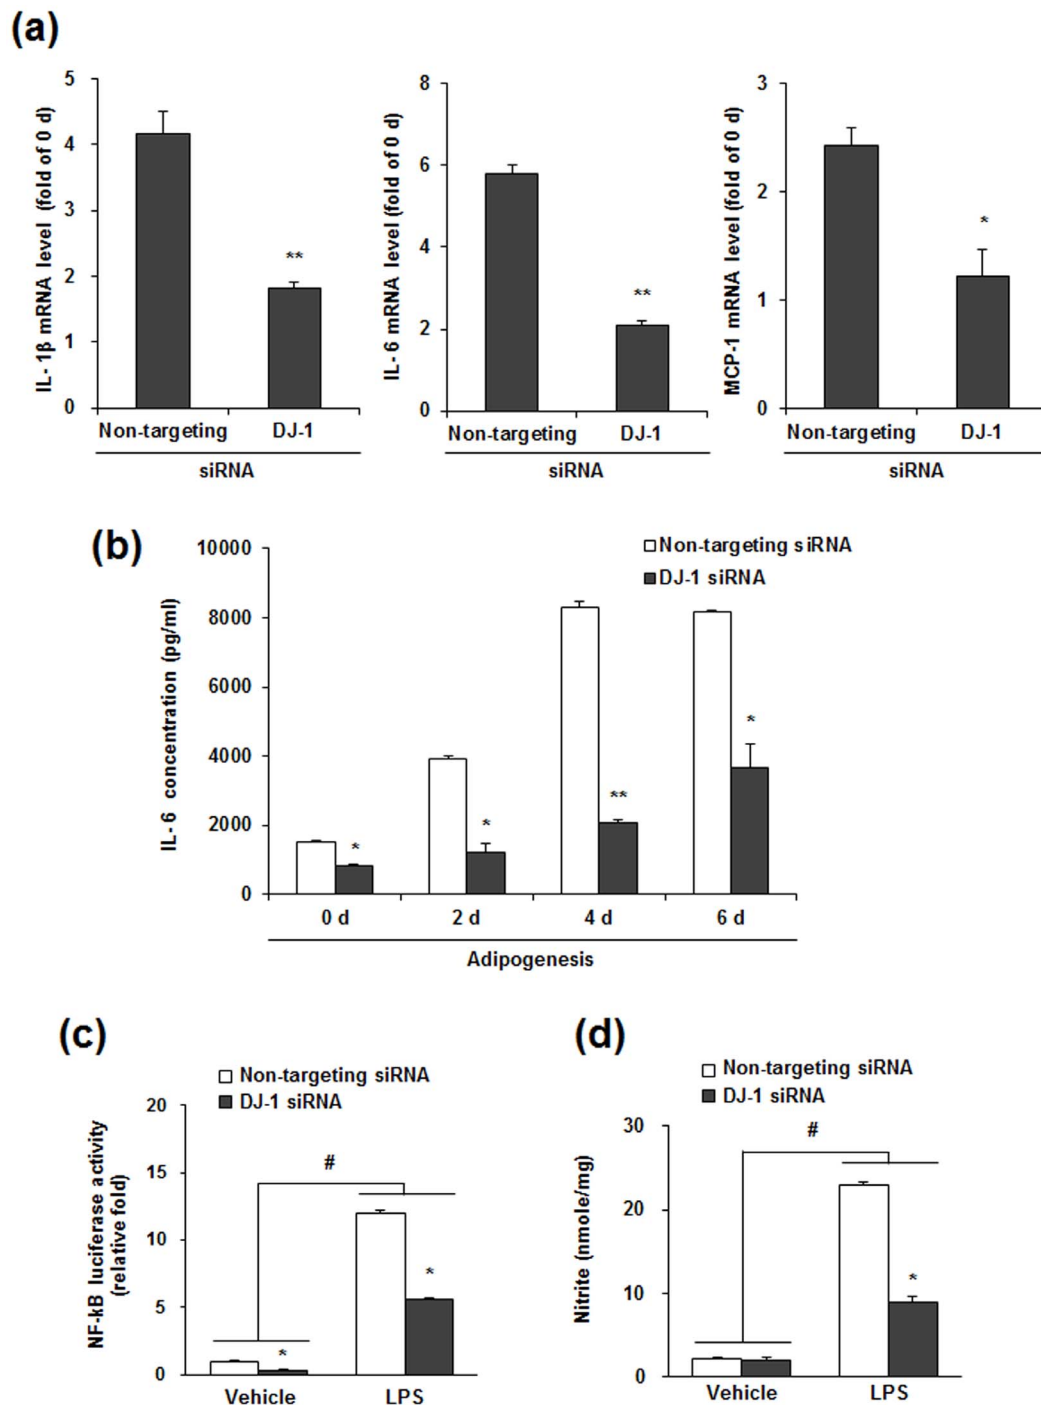 (a)
5
4
3
2
1
0
IL-1β mRNA level (fold of 0 d)
**
Non-targeting DJ-1
siRNA
8
6
4
2
0
IL-6 mRNA level (fold of 0 d)
**
Non-targeting DJ-1
siRNA
3
2
1
0
MCP-1 mRNA level (fold of 0 d)
*
Non-targeting DJ-1
siRNA
(b)
Non-targeting siRNA
DJ-1 siRNA
10000
8000
6000
4000
2000
0
IL-6 concentration (pg/ml)
* * ** *
0 d 2 d 4 d 6 d
Adipogenesis
(c)
Non-targeting siRNA
DJ-1 siRNA
20
15
10
5
0
NF-kB luciferase activity
(relative fold)
#
*
*
Vehicle LPS
(d)
Non-targeting siRNA
DJ-1 siRNA
30
20
10
0
Nitrite (nmole/mg)
#
*
Vehicle LPS